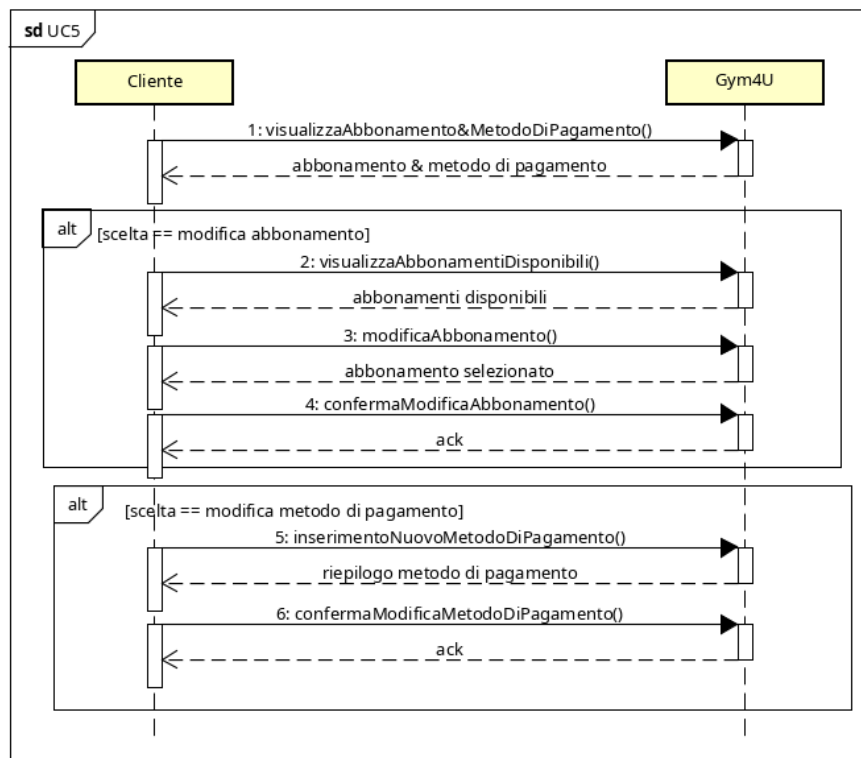 sd UC5
Cliente
Gym4U
1: visualizzaAbbonamento&MetodoDiPagamento()
abbonamento & metodo di pagamento
alt
[scelta == modifica abbonamento]
2: visualizzaAbbonamentiDisponibili()
abbonamenti disponibili
3: modificaAbbonamento()
abbonamento selezionato
4: confermaModificaAbbonamento()
ack
alt
[scelta == modifica metodo di pagamento]
5: inserimentoNuovoMetodoDiPagamento()
riepilogo metodo di pagamento
6: confermaModificaMetodoDiPagamento()
ack